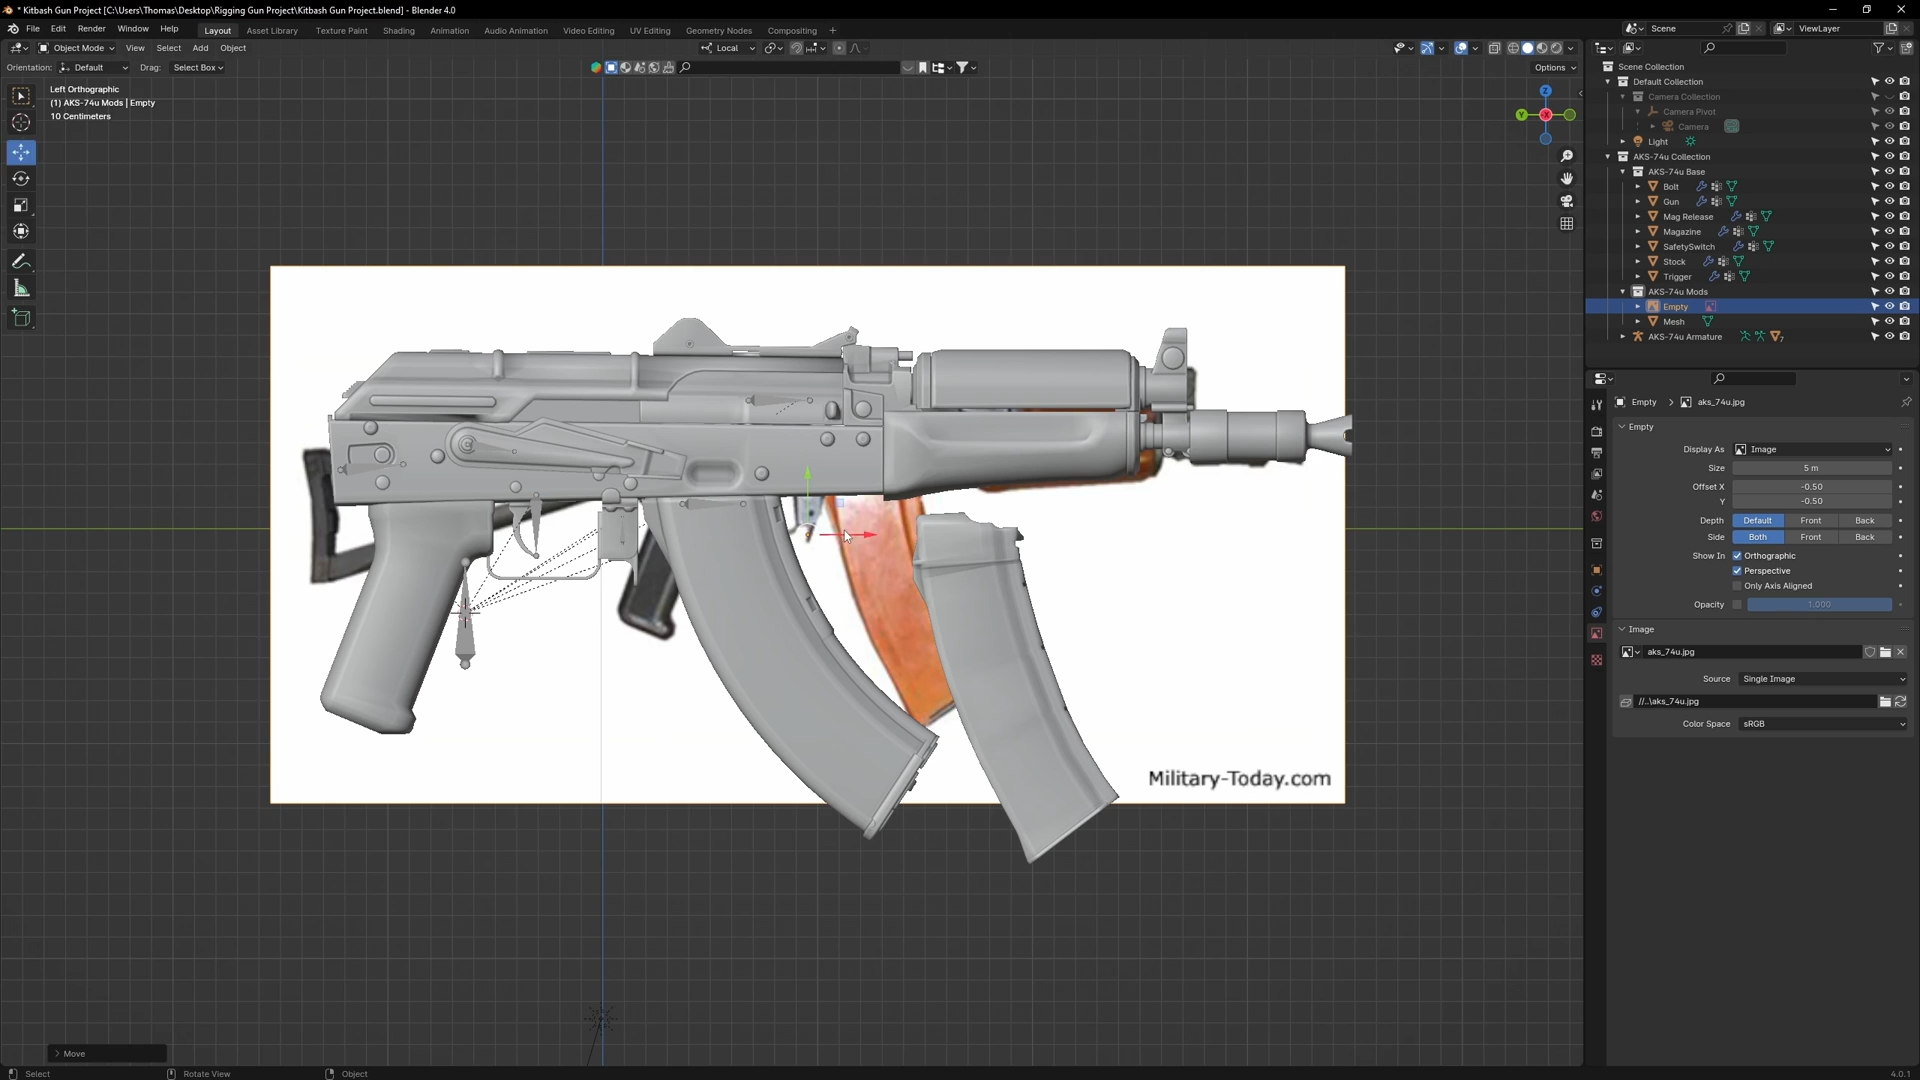 * Kitbash Gun Project [C:\Users\Thomas\Desktop\Rigging Gun Project\Kitbash Gun Project.blend] - Blender 4.0
File Edit Render Window Help Layout Asset Library Modeling Texture Paint Shading Animation Audio Animation Video Editing UV Editing Geometry Nodes Compositing + Scene ViewLayer
Object Mode View Select Add Object Local
Orientation: Default Drag: Select Box Options
Left Orthographic
(1) AKS-74u Mods | Empty
10 Centimeters
Z
Y
X
Military-Today.com
> Move
Scene Collection
Default Collection
Camera Collection
Camera Pivot
Camera
Light
AKS-74u Collection
AKS-74u Base
Bolt
Gun
Mag Release
Magazine
SafetySwitch
Stock
Trigger
AKS-74u Mods
Empty
Mesh
AKS-74u Armature 7
Empty > aks_74u.jpg
Empty
Display As Image
Size 5 m
Offset X -0.50
Y -0.50
Depth Default Front Back
Side Both Front Back
Show In Orthographic
Perspective
Only Axis Aligned
Opacity 1.000
Image
aks_74u.jpg
Source Single Image
//..\aks_74u.jpg
Color Space sRGB
Select Rotate View Object 4.0.1